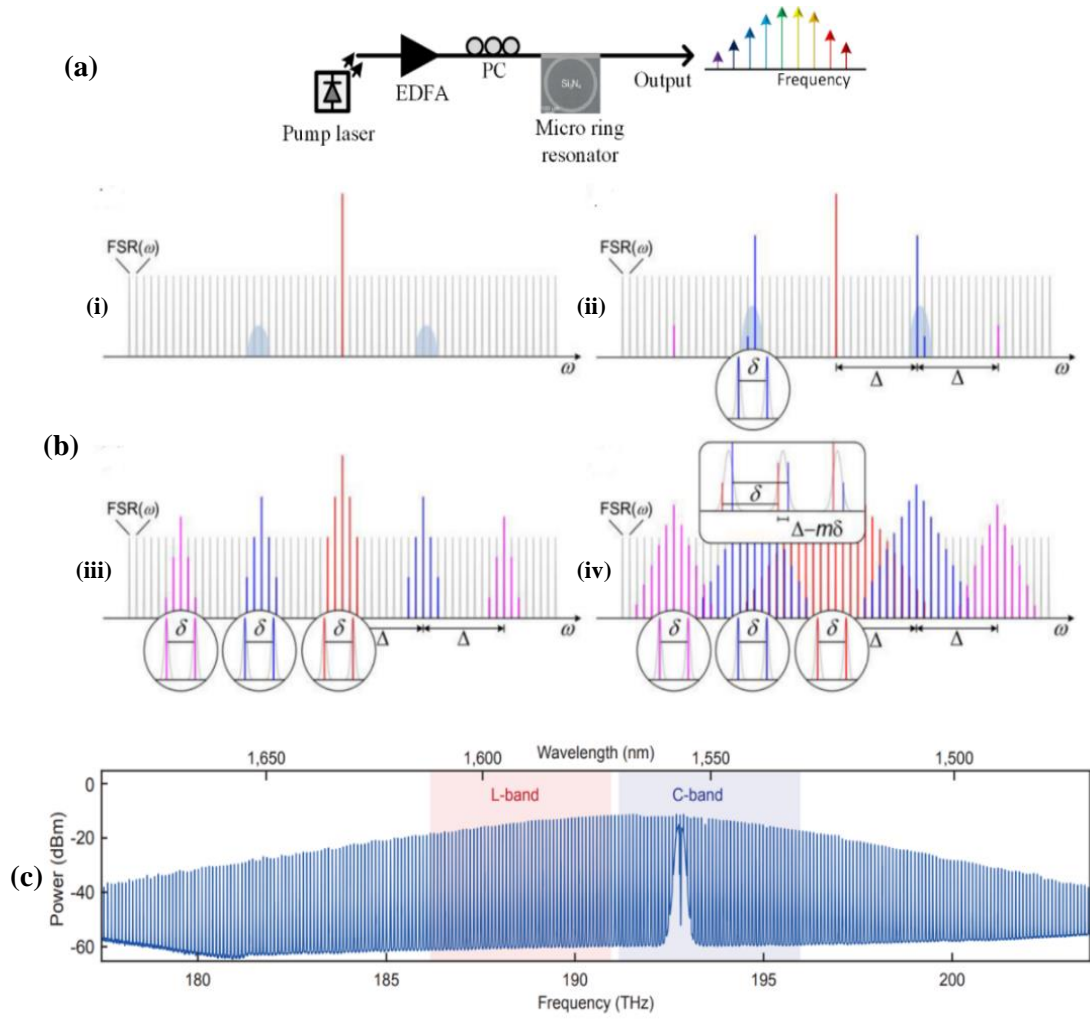 (a)
Pump laser
EDFA
PC
Si₃N₄
Micro ring
resonator
Output
Frequency
(b)
FSR(ω)
(i)
ω
FSR(ω)
(ii)
δ
Δ
Δ
ω
FSR(ω)
(iii)
δ
δ
δ
Δ
Δ
ω
FSR(ω)
(iv)
δ
δ
Δ−mδ
δ
δ
δ
Δ
Δ
ω
(c)
1,650
1,600
Wavelength (nm)
1,550
1,500
L-band
C-band
Power (dBm)
0
-20
-40
-60
180
185
190
195
200
Frequency (THz)